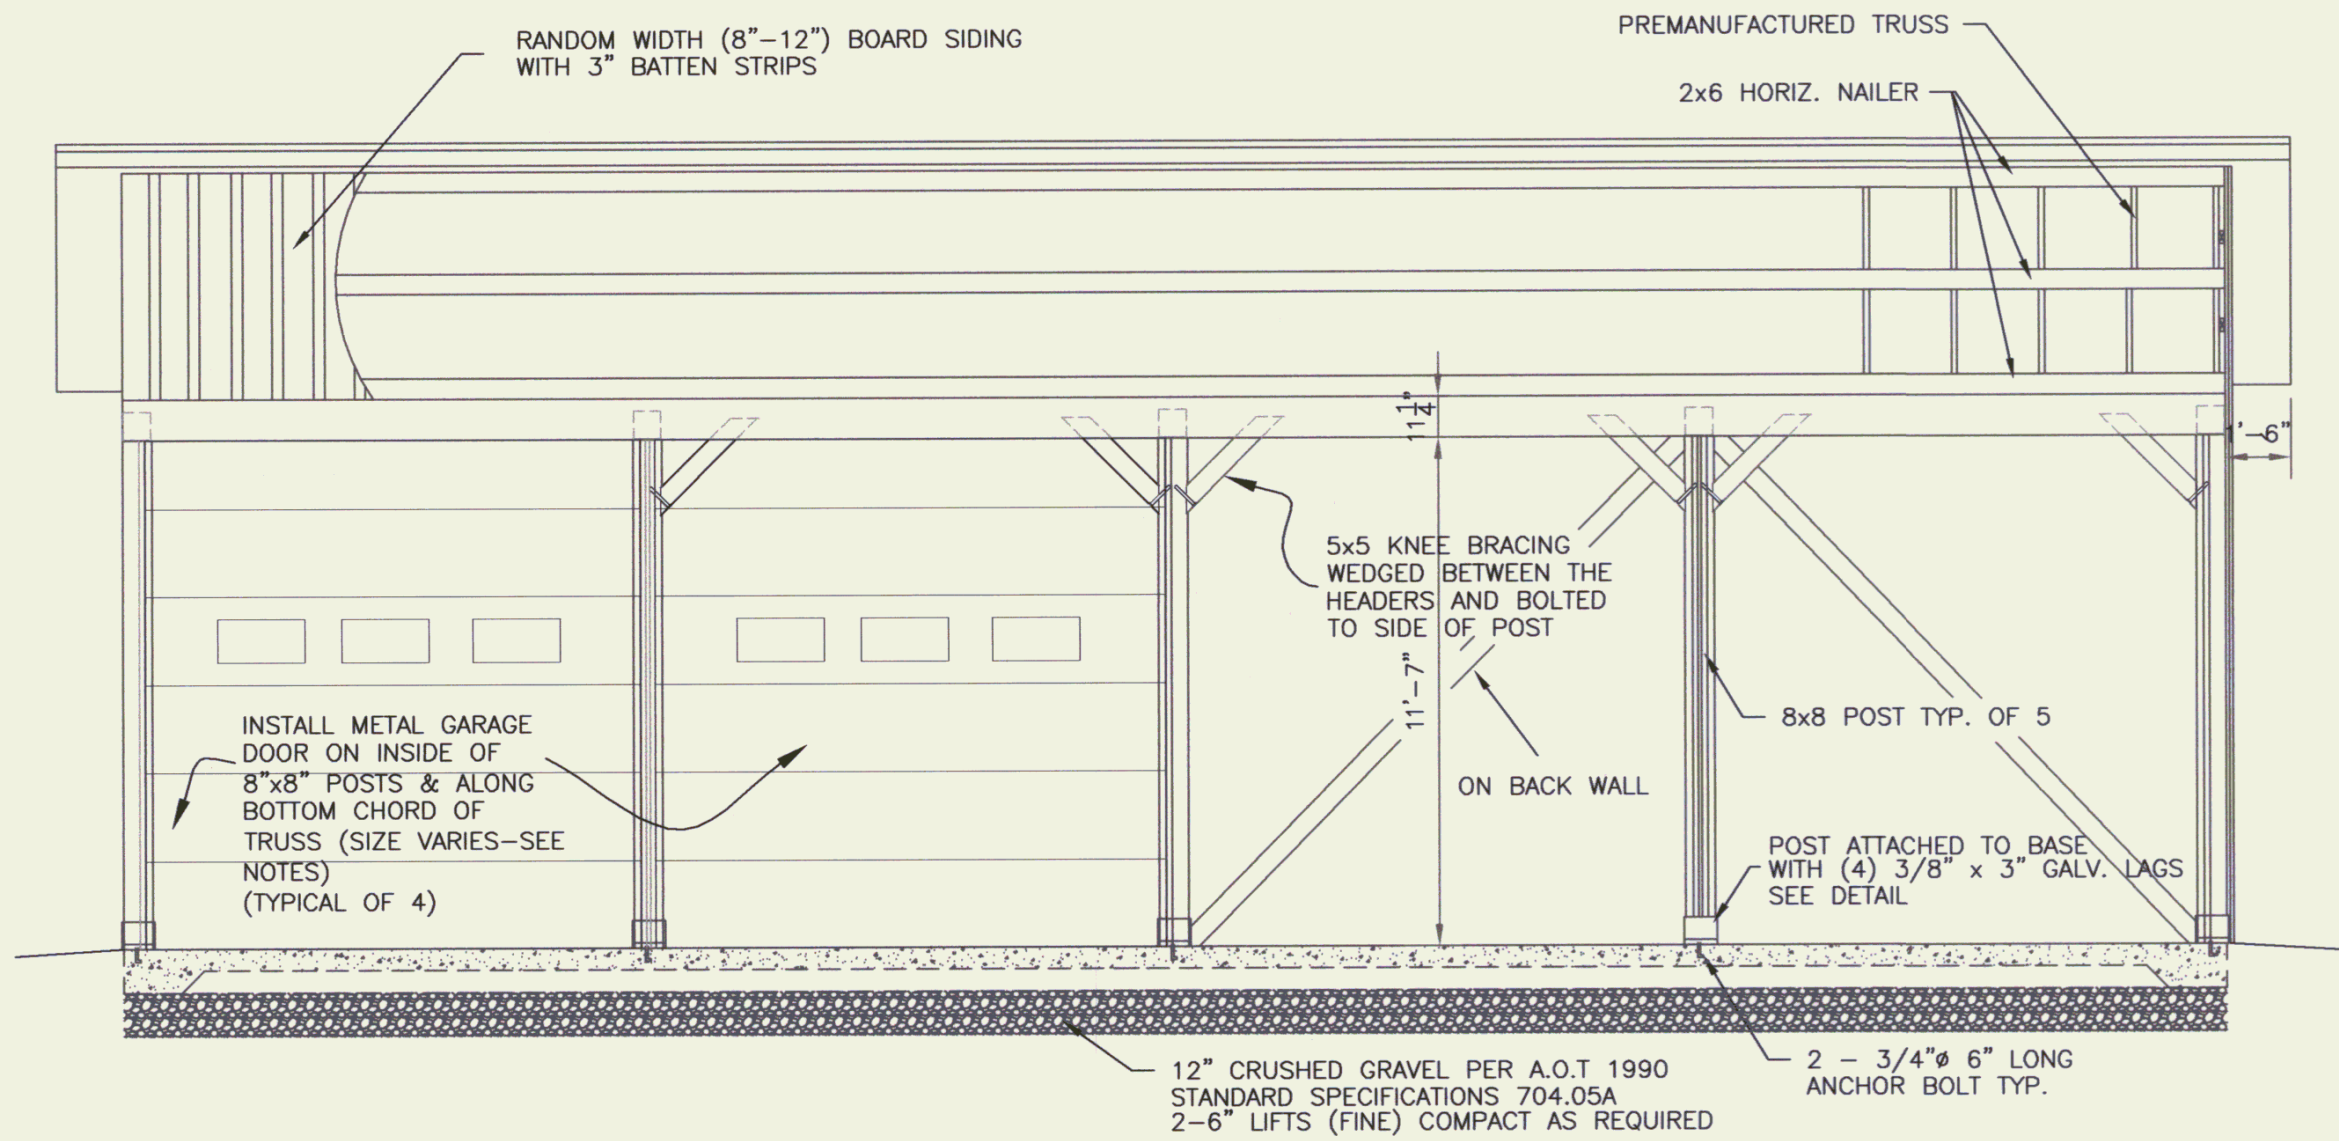 RANDOM WIDTH (8"-12") BOARD SIDING
WITH 3" BATTEN STRIPS
PREMANUFACTURED TRUSS
2x6 HORIZ. NAILER
11 1/4"
1'-6"
5x5 KNEE BRACING
WEDGED BETWEEN THE
HEADERS AND BOLTED
TO SIDE OF POST
11'-7"
INSTALL METAL GARAGE
DOOR ON INSIDE OF
8"x8" POSTS & ALONG
BOTTOM CHORD OF
TRUSS (SIZE VARIES-SEE
NOTES)
(TYPICAL OF 4)
8x8 POST TYP. OF 5
ON BACK WALL
POST ATTACHED TO BASE
WITH (4) 3/8" x 3" GALV. LAGS
SEE DETAIL
12" CRUSHED GRAVEL PER A.O.T 1990
STANDARD SPECIFICATIONS 704.05A
2-6" LIFTS (FINE) COMPACT AS REQUIRED
2 - 3/4"ø 6" LONG
ANCHOR BOLT TYP.